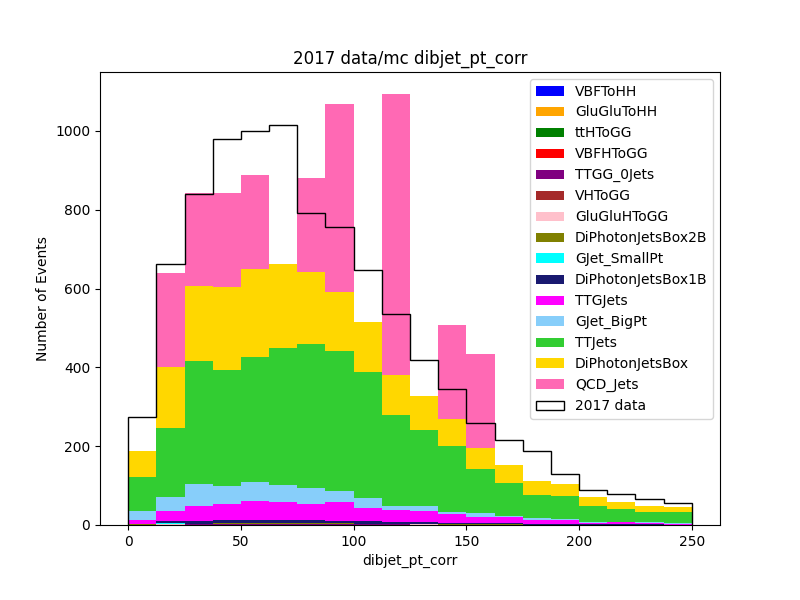 2017 data/mc dibjet_pt_corr
Number of Events
1000
800
600
400
200
0
0
50
100
150
200
250
dibjet_pt_corr
VBFToHH
GluGluToHH
ttHToGG
VBFHToGG
TTGG_0Jets
VHToGG
GluGluHToGG
DiPhotonJetsBox2B
GJet_SmallPt
DiPhotonJetsBox1B
TTGJets
GJet_BigPt
TTJets
DiPhotonJetsBox
QCD_Jets
2017 data